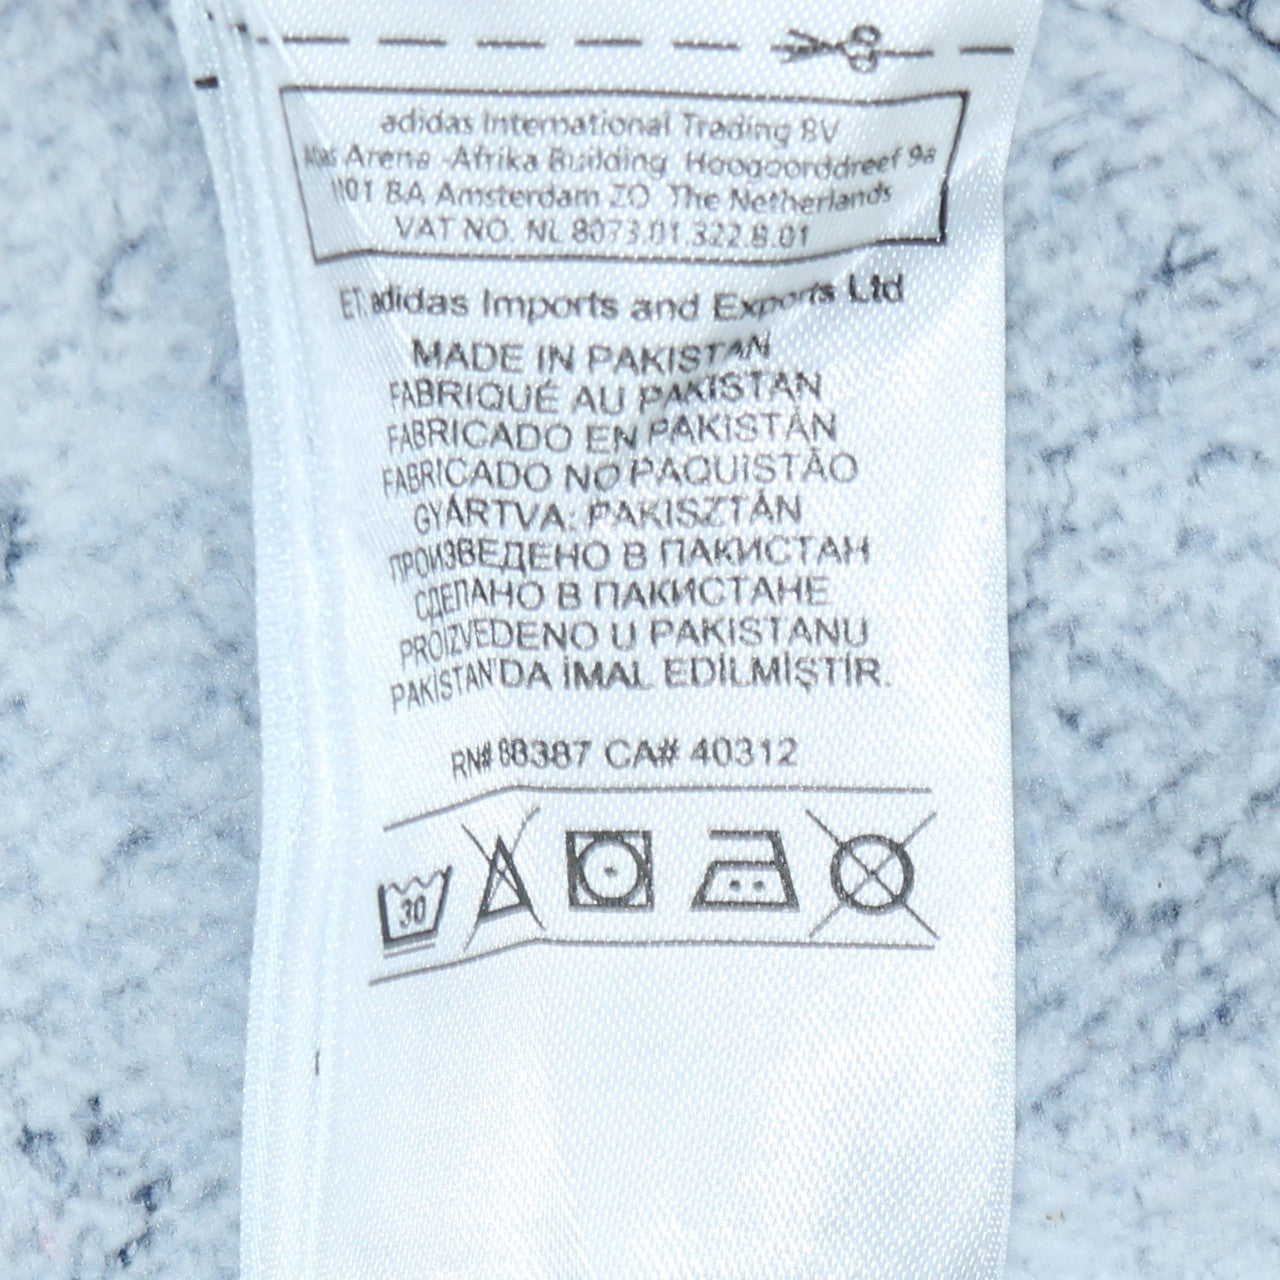 adidas International Trading BV
Atlas Arena -Afrika Building Hoogoorddreef 9a
1101 BA Amsterdam ZO The Netherlands
VAT NO. NL 8073.01.322.B.01
ET: adidas Imports and Exports Ltd
MADE IN PAKISTAN
FABRIQUÉ AU PAKISTAN
FABRICADO EN PAKISTÁN
FABRICADO NO PAQUISTÃO
GYÁRTVA: PAKISZTÁN
ПРОИЗВЕДЕНО В ПАКИСТАН
СДЕЛАНО В ПАКИСТАНЕ
PROIZVEDENO U PAKISTANU
PAKİSTAN'DA İMAL EDİLMİŞTİR.
RN# 88387 CA# 40312
30